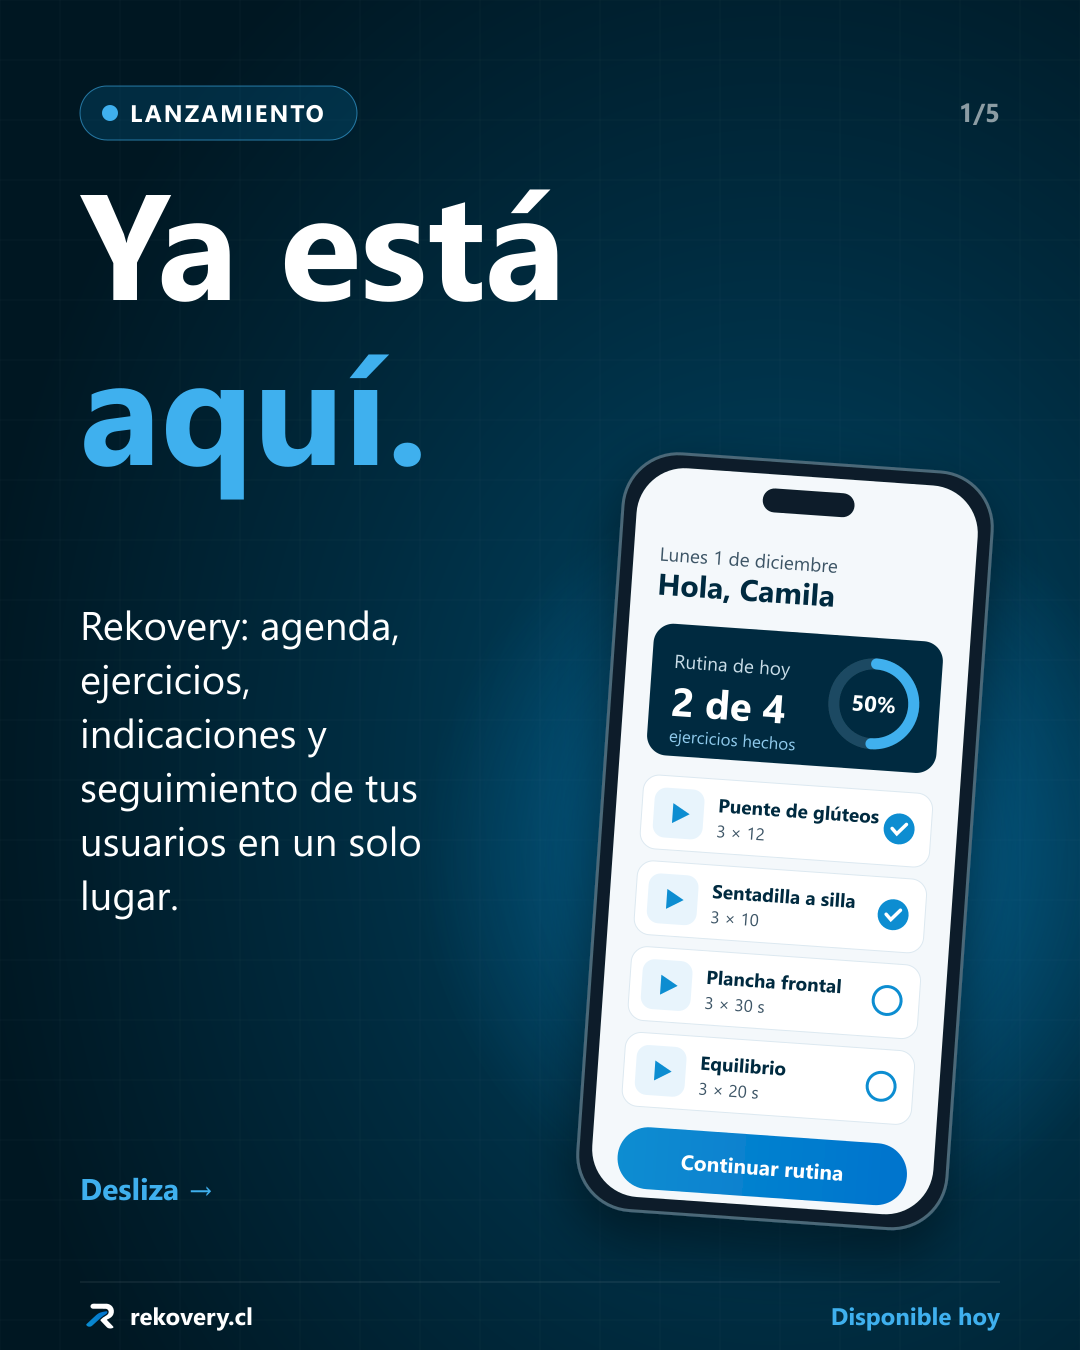 LANZAMIENTO
1/5
Ya está
aquí.
Rekovery: agenda,
ejercicios,
indicaciones y
seguimiento de tus
usuarios en un solo
lugar.
Lunes 1 de diciembre
Hola, Camila
Rutina de hoy
2 de 4
ejercicios hechos
50%
Puente de glúteos
3 × 12
Sentadilla a silla
3 × 10
Plancha frontal
3 × 30 s
Equilibrio
3 × 20 s
Continuar rutina
Desliza →
rekovery.cl
Disponible hoy